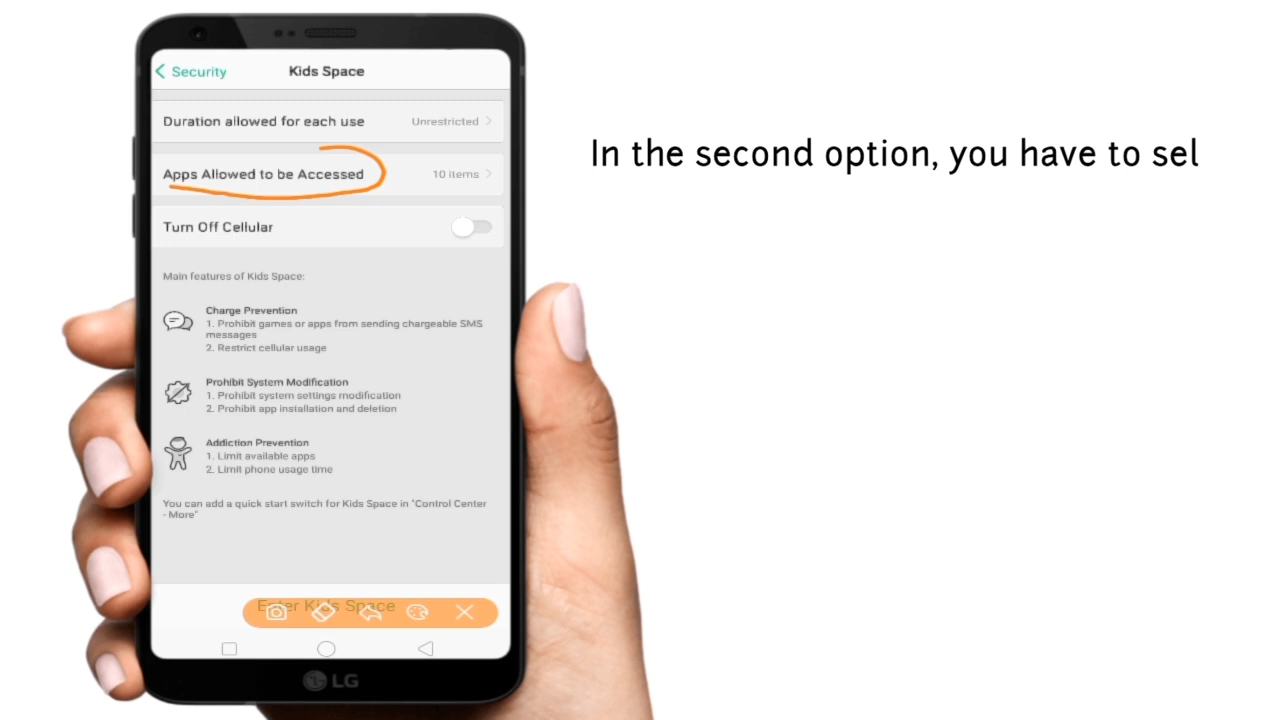 Security
Kids Space
In the second option, you have to sel
Duration allowed for each use
Unrestricted
Apps Allowed to be Accessed
10 items
Turn Off Cellular
Main features of Kids Space:
Charge Prevention
1. Prohibit games or apps from sending chargeable SMS
messages
2. Restrict cellular usage
Prohibit System Modification
1. Prohibit system settings modification
2. Prohibit app installation and deletion
Addiction Prevention
1. Limit available apps
2. Limit phone usage time
You can add a quick start switch for Kids Space in "Control Center
- More"
Enter Kids Space
LG